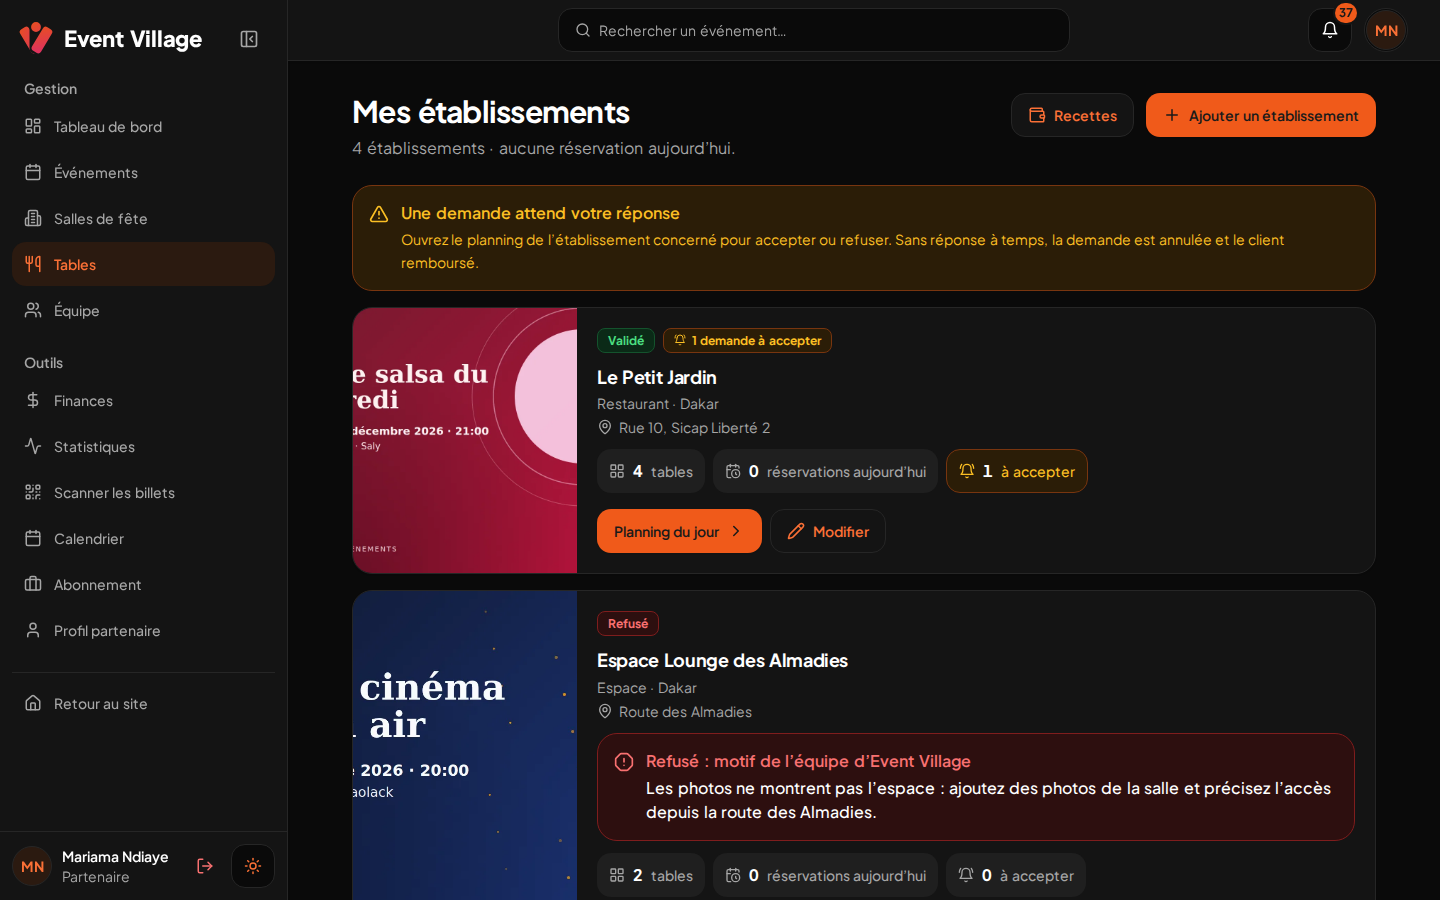 Event Village
Rechercher un événement…
37
MN
Gestion
Tableau de bord
Événements
Salles de fête
Tables
Équipe
Outils
Finances
Statistiques
Scanner les billets
Calendrier
Abonnement
Profil partenaire
Retour au site
MN
Mariama Ndiaye
Partenaire
Mes établissements
4 établissements · aucune réservation aujourd’hui.
Recettes
Ajouter un établissement
Une demande attend votre réponse
Ouvrez le planning de l’établissement concerné pour accepter ou refuser. Sans réponse à temps, la demande est annulée et le client
remboursé.
e salsa du
redi
décembre 2026 · 21:00
· Saly
ÉNEMENTS
Validé
1 demande à accepter
Le Petit Jardin
Restaurant · Dakar
Rue 10, Sicap Liberté 2
4 tables
0 réservations aujourd’hui
1 à accepter
Planning du jour
Modifier
cinéma
air
2026 · 20:00
aolack
Refusé
Espace Lounge des Almadies
Espace · Dakar
Route des Almadies
Refusé : motif de l’équipe d’Event Village
Les photos ne montrent pas l’espace : ajoutez des photos de la salle et précisez l’accès
depuis la route des Almadies.
2 tables
0 réservations aujourd’hui
0 à accepter